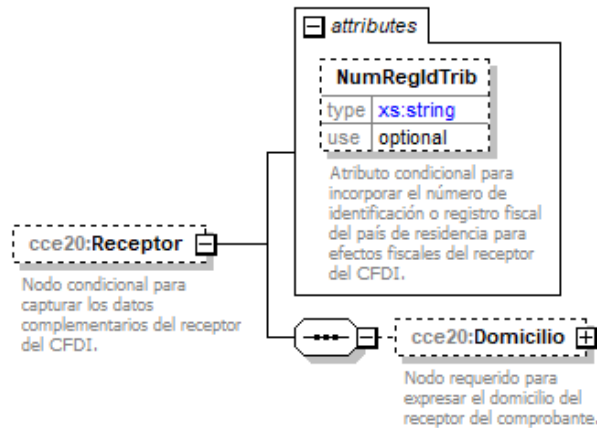 attributes
NumRegIdTrib
type xs:string
use optional
Atributo condicional para
incorporar el número de
identificación o registro fiscal
del país de residencia para
efectos fiscales del receptor
del CFDI.
cce20:Receptor
Nodo condicional para
capturar los datos
complementarios del receptor
del CFDI.
cce20:Domicilio
Nodo requerido para
expresar el domicilio del
receptor del comprobante.